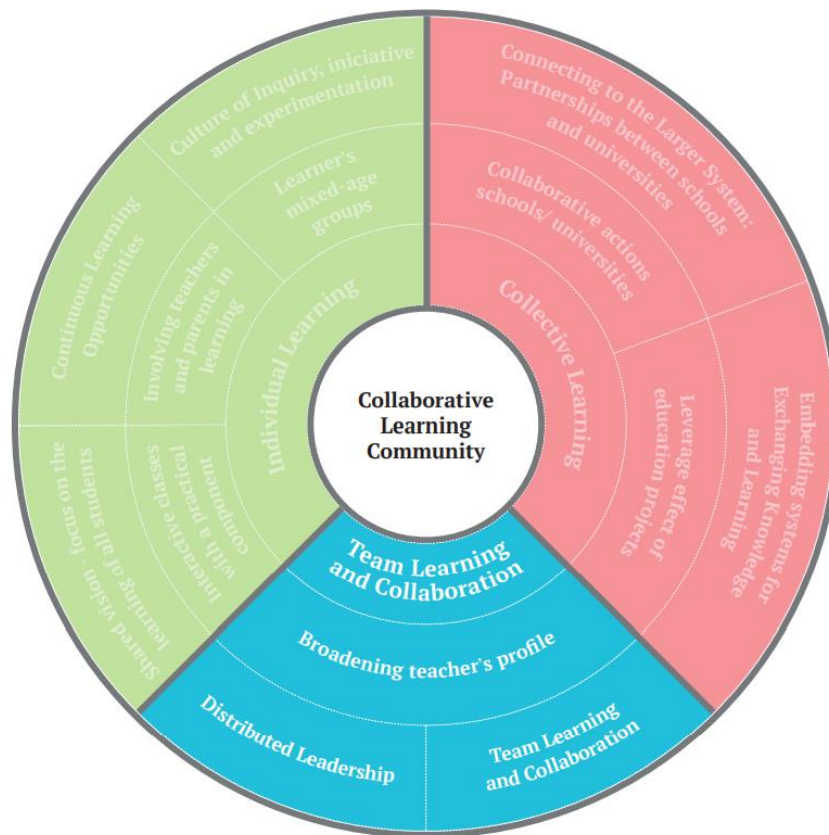 Culture of Inquiry, iniciative
and experimentation
Learner's
mixed-age
groups
Continuous Learning
Opportunities
Involving teachers
and parents in
learning
Individual Learning
Shared vision - focus on the
learning of all students
Interactive classes
with a practical
component
Connecting to the Larger System:
Partnerships between schools
and universities
Collaborative actions
schools/ universities
Collective Learning
Leverage effect of
education projects
Embedding systems for
Exchanging Knowledge
and Learning
Collaborative
Learning
Community
Team Learning
and Collaboration
Broadening teacher's profile
Distributed Leadership
Team Learning
and Collaboration